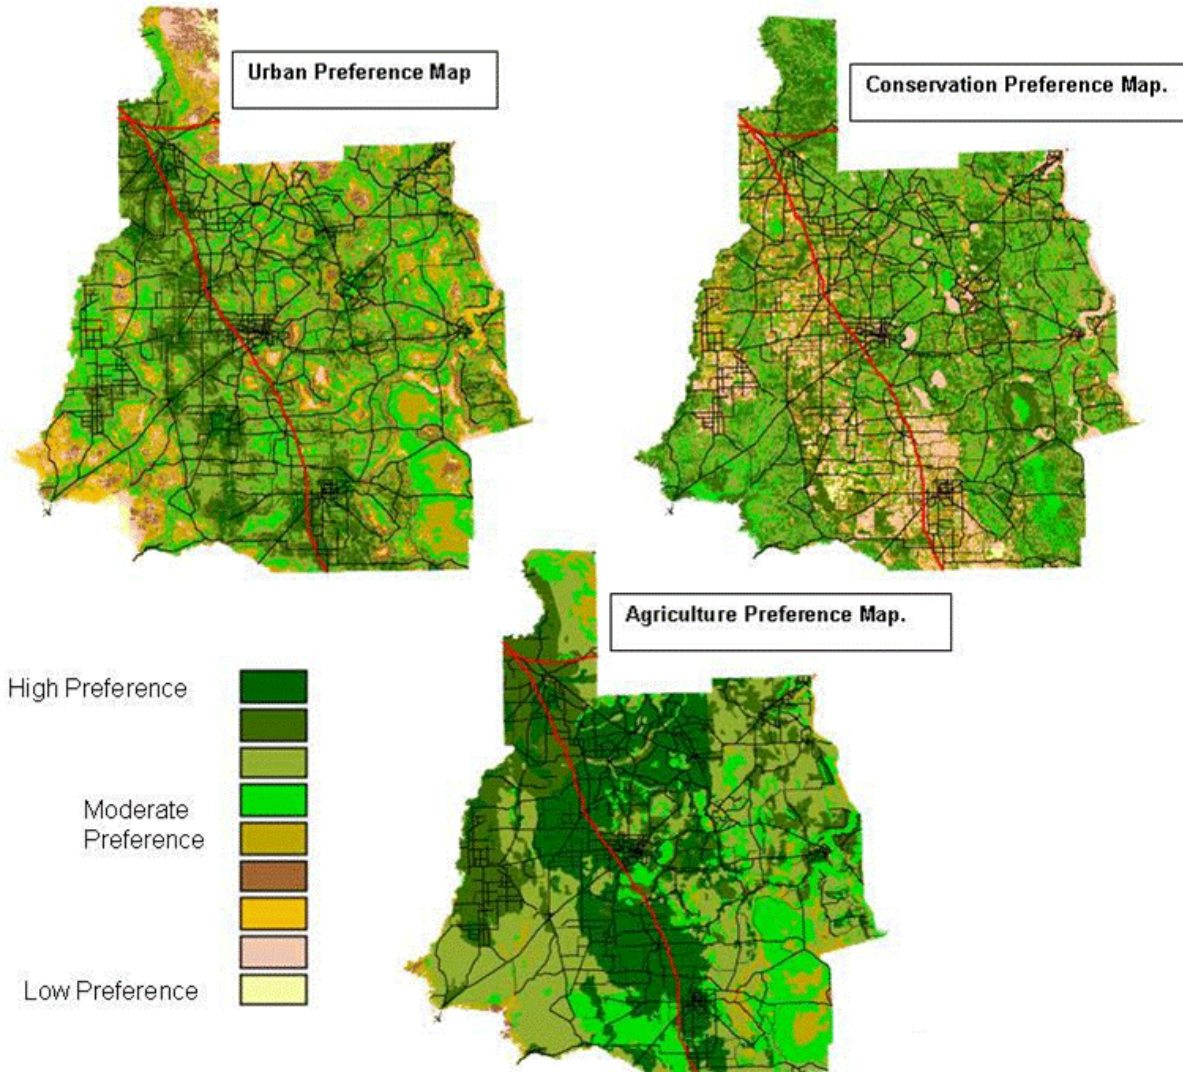 Urban Preference Map
Conservation Preference Map.
Agriculture Preference Map.
High Preference
Moderate
Preference
Low Preference